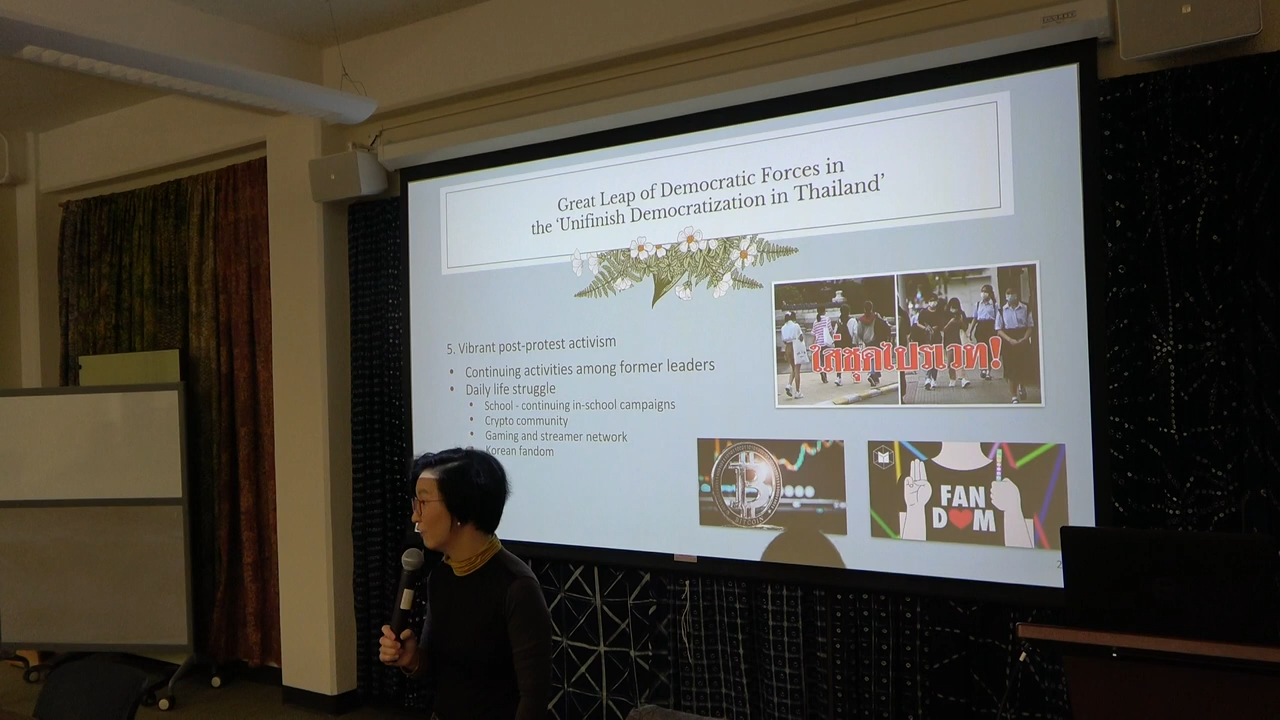 Great Leap of Democratic Forces in
the ‘Unifinish Democratization in Thailand’
5. Vibrant post-protest activism
• Continuing activities among former leaders
• Daily life struggle
• School - continuing in-school campaigns
• Crypto community
• Gaming and streamer network
• Korean fandom
ใส่ชุดไปรเวท!
BITCOIN
FAN
D❤M
2